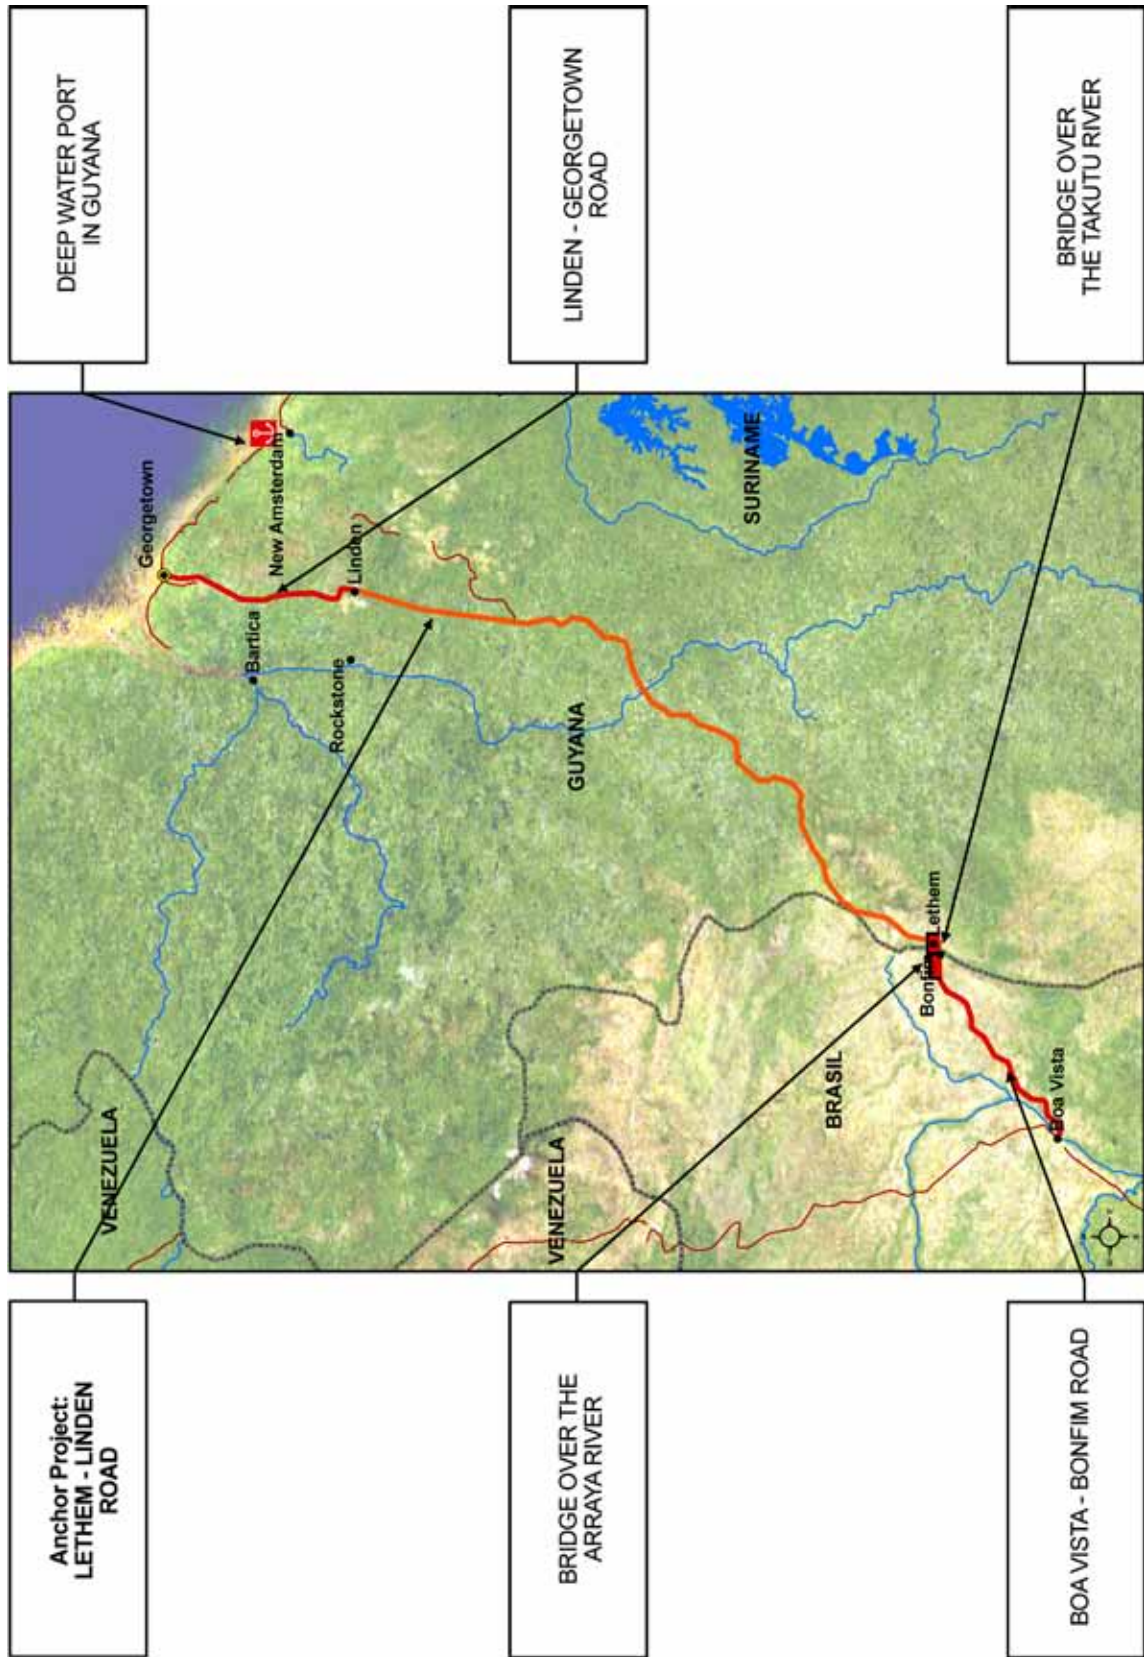 Anchor Project:
LETHEM - LINDEN
ROAD
BRIDGE OVER THE
ARRAYA RIVER
BOA VISTA - BONFIM ROAD
VENEZUELA
VENEZUELA
BRASIL
Boa Vista
Bonfim
Lethem
GUYANA
Rockstone
Bartica
Linden
New Amsterdam
Georgetown
SURINAME
DEEP WATER PORT
IN GUYANA
LINDEN - GEORGETOWN
ROAD
BRIDGE OVER
THE TAKUTU RIVER